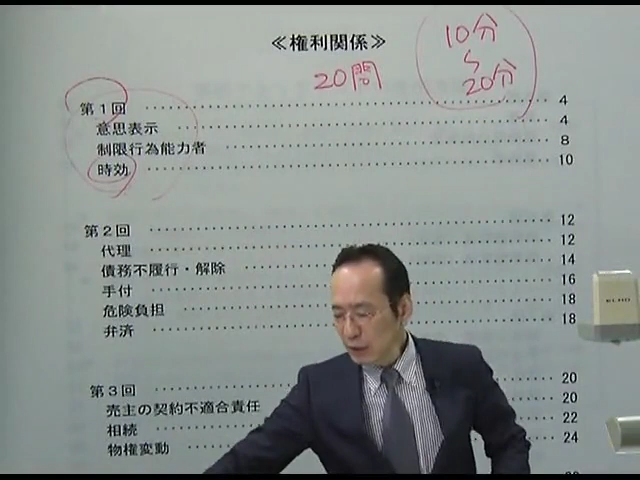 ≪権利関係≫
20問
10分
～
20分
第1回 4
意思表示 4
制限行為能力者 8
時効 10
第2回 12
代理 12
債務不履行・解除 14
手付 16
危険負担 18
弁済 18
第3回 20
売主の契約不適合責任 20
相続 22
物権変動 24
ELMO